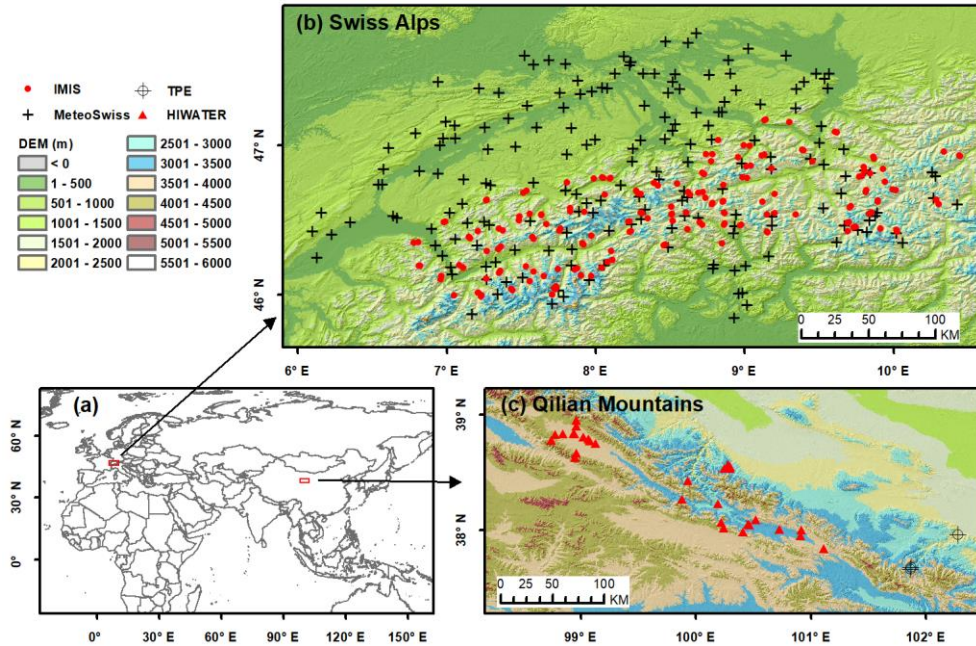 (b) Swiss Alps
IMIS
TPE
MeteoSwiss
HIWATER
DEM (m)
< 0
1 - 500
501 - 1000
1001 - 1500
1501 - 2000
2001 - 2500
2501 - 3000
3001 - 3500
3501 - 4000
4001 - 4500
4501 - 5000
5001 - 5500
5501 - 6000
47° N
46° N
0 25 50 100
KM
6° E 7° E 8° E 9° E 10° E
(a)
60° N
30° N
0°
0° 30° E 60° E 90° E 120° E 150° E
(c) Qilian Mountains
39° N
38° N
0 25 50 100
KM
99° E 100° E 101° E 102° E